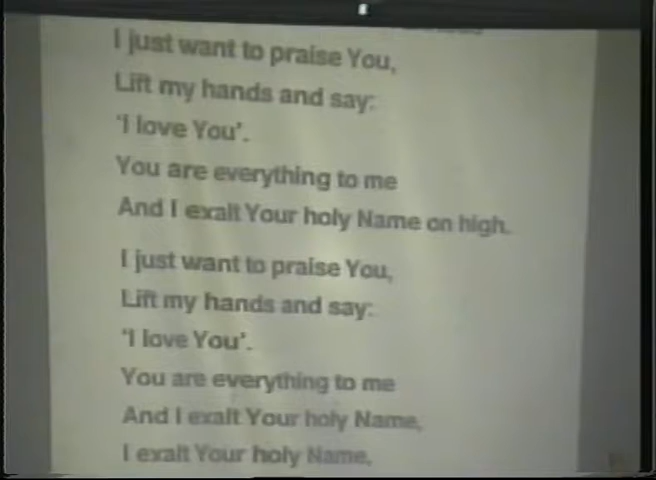 I just want to praise You,
Lift my hands and say:
'I love You'.
You are everything to me
And I exalt Your holy Name on high.
I just want to praise You,
Lift my hands and say:
'I love You'.
You are everything to me
And I exalt Your holy Name,
I exalt Your holy Name,